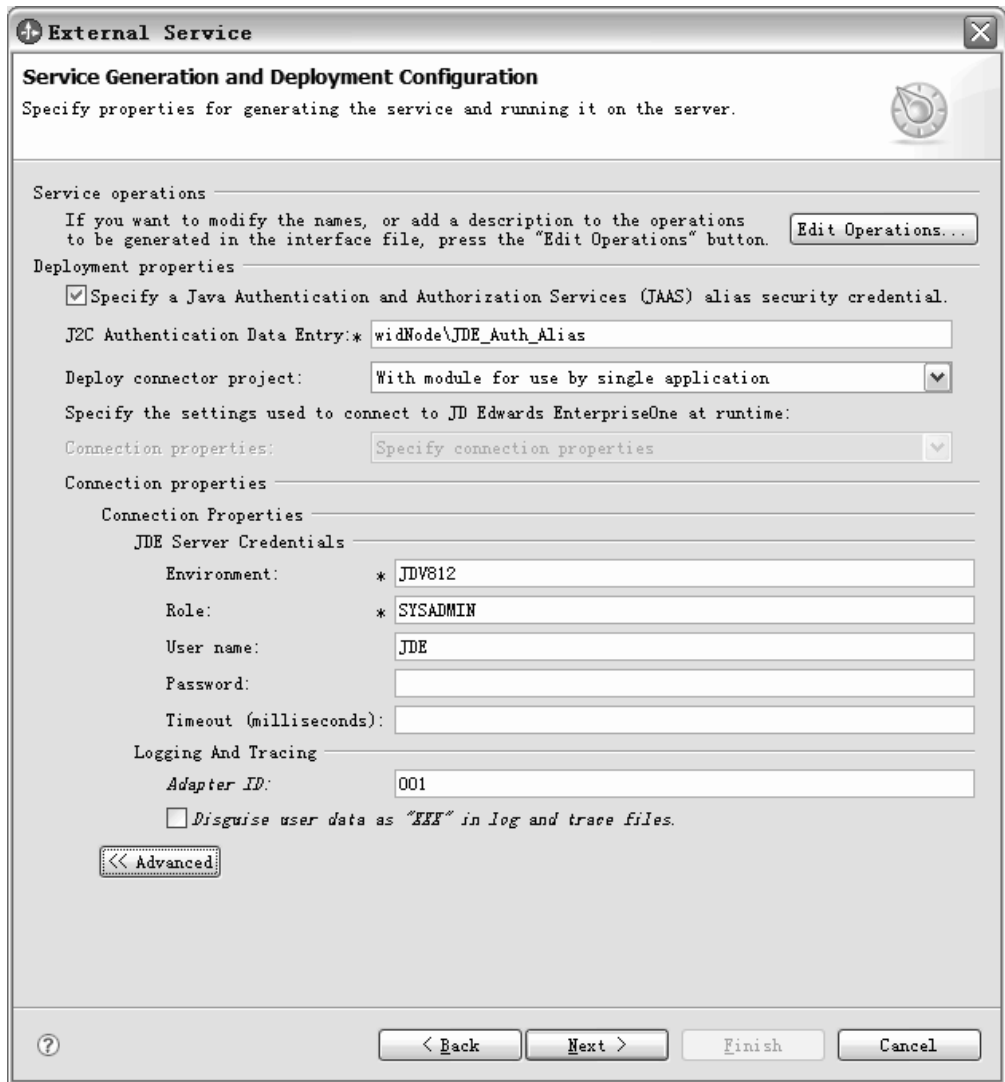 External Service
Service Generation and Deployment Configuration
Specify properties for generating the service and running it on the server.
Service operations
If you want to modify the names, or add a description to the operations
to be generated in the interface file, press the "Edit Operations" button.
Edit Operations...
Deployment properties
Specify a Java Authentication and Authorization Services (JAAS) alias security credential.
J2C Authentication Data Entry:* widNode\JDE_Auth_Alias
Deploy connector project: With module for use by single application
Specify the settings used to connect to JD Edwards EnterpriseOne at runtime:
Connection properties: Specify connection properties
Connection properties
Connection Properties
JDE Server Credentials
Environment: * JDV812
Role: * SYSADMIN
User name: JDE
Password:
Timeout (milliseconds):
Logging And Tracing
Adapter ID: 001
Disguise user data as "XXX" in log and trace files.
<< Advanced
? < Back Next > Finish Cancel